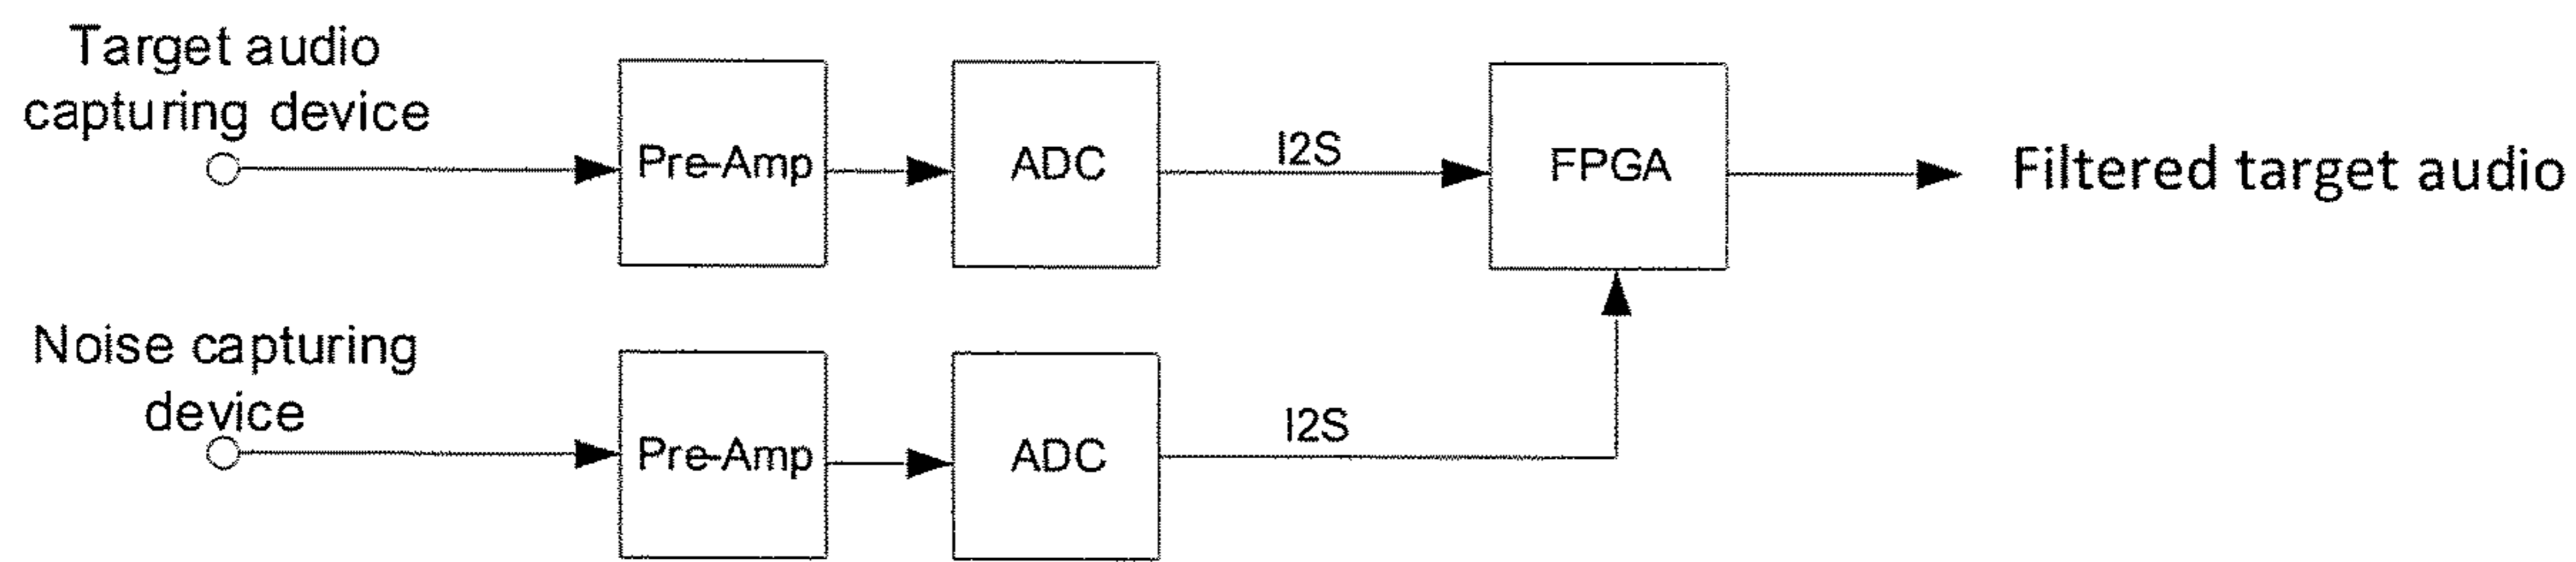 Target audio
capturing device
Pre-Amp
ADC
I2S
FPGA
Filtered target audio
Noise capturing
device
Pre-Amp
ADC
I2S